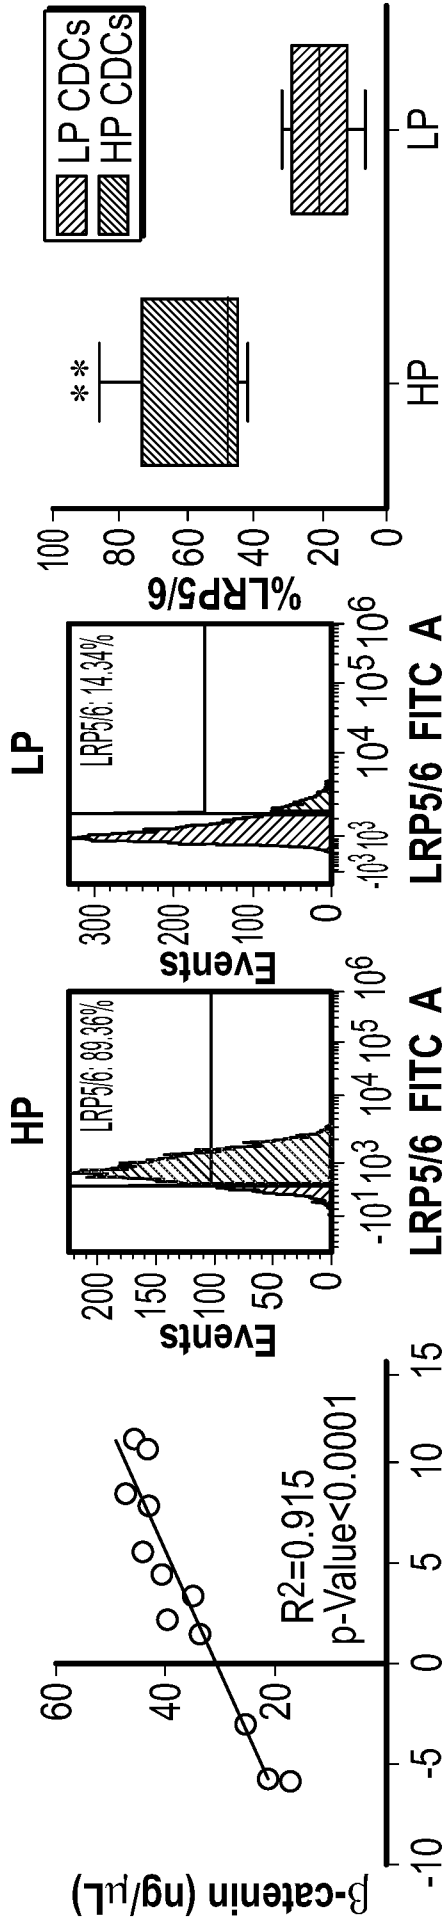 β-catenin (ng/μL)
60
40
20
-10
-5
0
5
10
15
R2=0.915
p-Value<0.0001
HP
Events
200
150
100
50
0
LRP5/6: 89.36%
-101
103
104
105
106
LRP5/6 FITC A
LP
Events
300
200
100
0
LRP5/6: 14.34%
-103
103
104
105
106
LRP5/6 FITC A
%LRP5/6
100
80
60
40
20
0
**
LP CDCs
HP CDCs
HP
LP